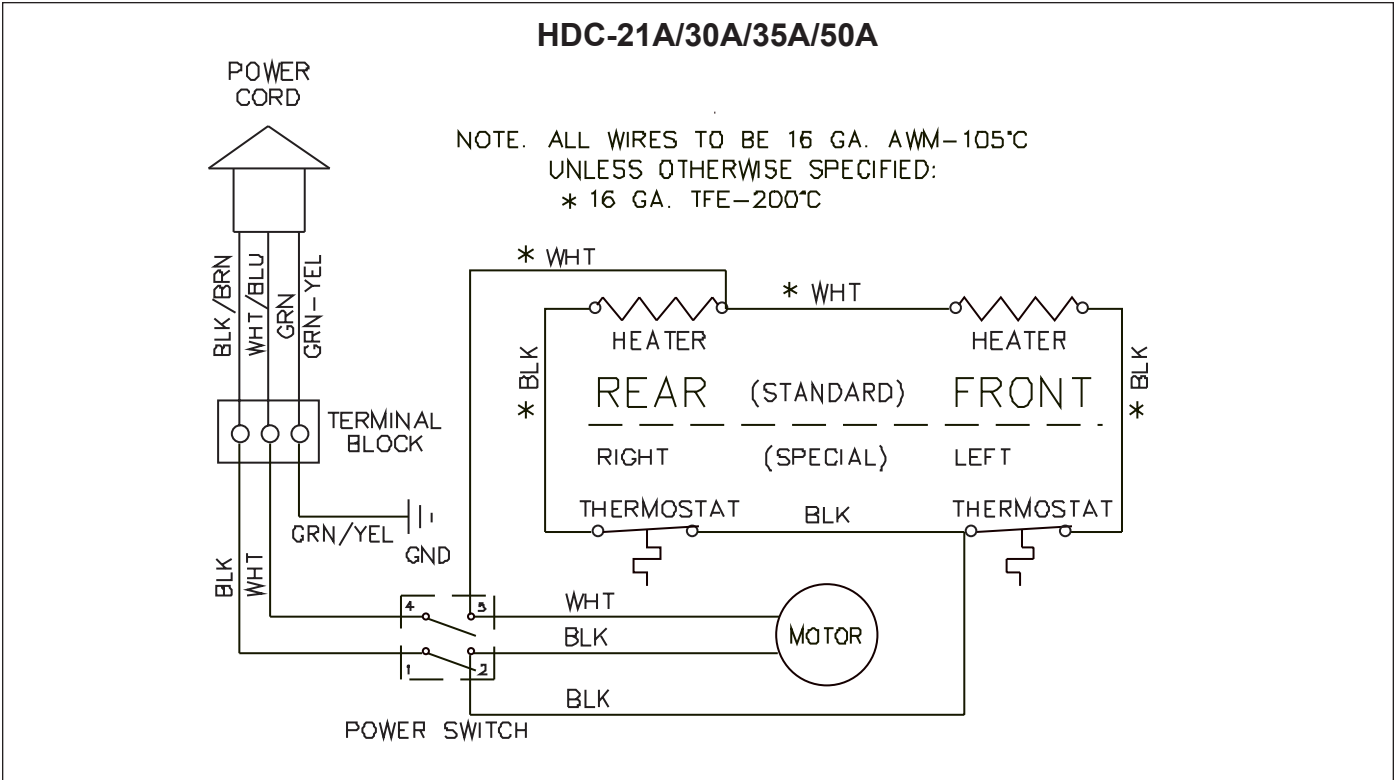 HDC-21A/30A/35A/50A
POWER
CORD
NOTE. ALL WIRES TO BE 16 GA. AWM-105°C
UNLESS OTHERWISE SPECIFIED:
* 16 GA. TFE-200°C
BLK/BRN
WHT/BLU
GRN
GRN-YEL
* WHT
* WHT
HEATER
HEATER
* BLK
* BLK
REAR (STANDARD) FRONT
RIGHT (SPECIAL) LEFT
TERMINAL
BLOCK
THERMOSTAT
BLK
THERMOSTAT
GRN/YEL
GND
BLK
WHT
4
5
WHT
BLK
MOTOR
1
2
BLK
POWER SWITCH